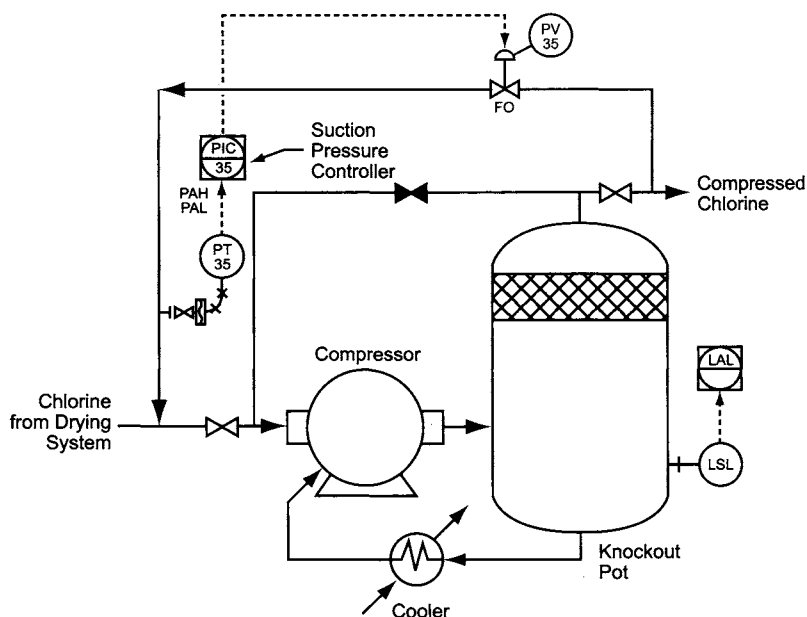 PV
35
FO
PIC
35
Suction
Pressure
Controller
PAH
PAL
PT
35
Compressed
Chlorine
Compressor
LAL
Chlorine
from Drying
System
LSL
Knockout
Pot
Cooler